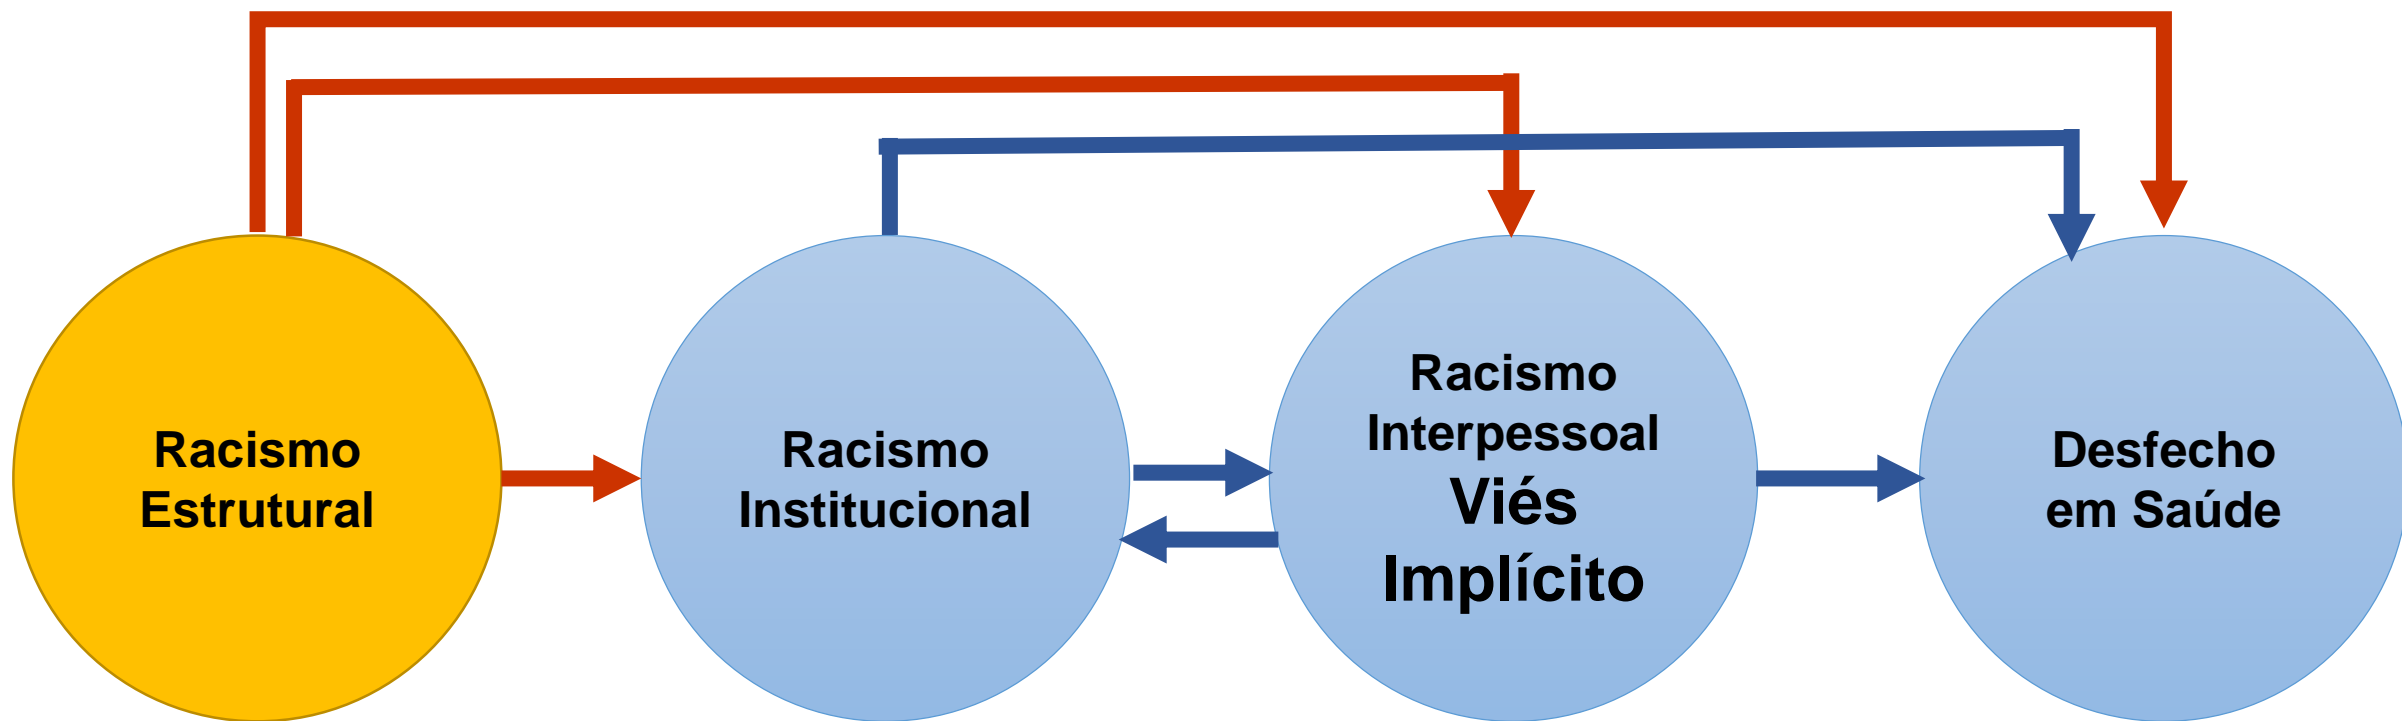 Racismo
Estrutural
Racismo
Institucional
Racismo
Interpessoal
Viés
Implícito
Desfecho
em Saúde